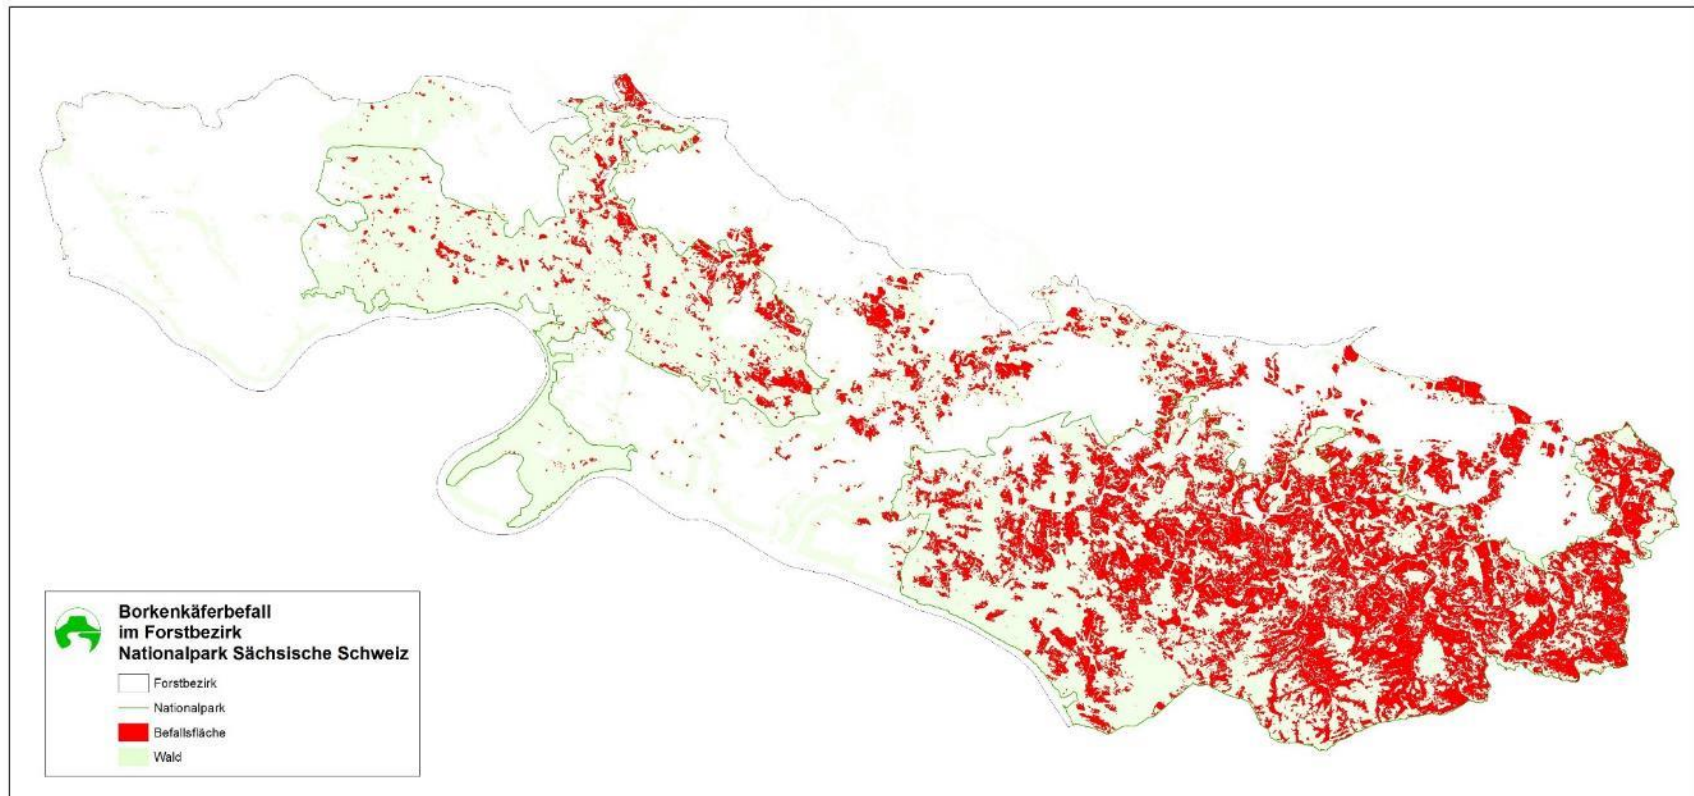 Borkenkäferbefall
im Forstbezirk
Nationalpark Sächsische Schweiz
Forstbezirk
Nationalpark
Befallsfläche
Wald